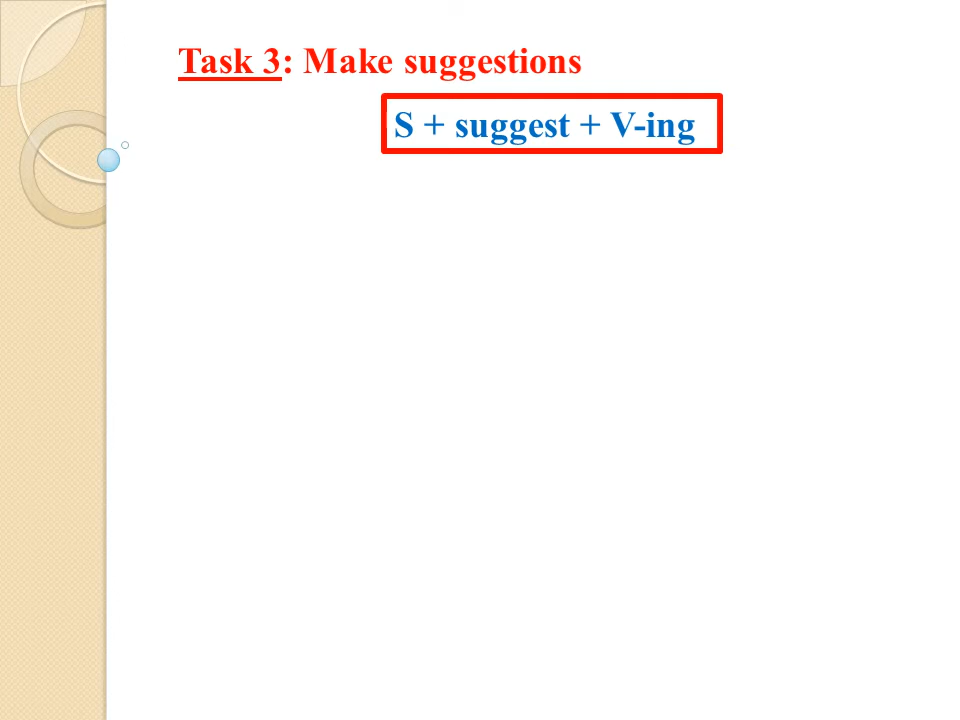 Task 3: Make suggestions
S + suggest + V-ing